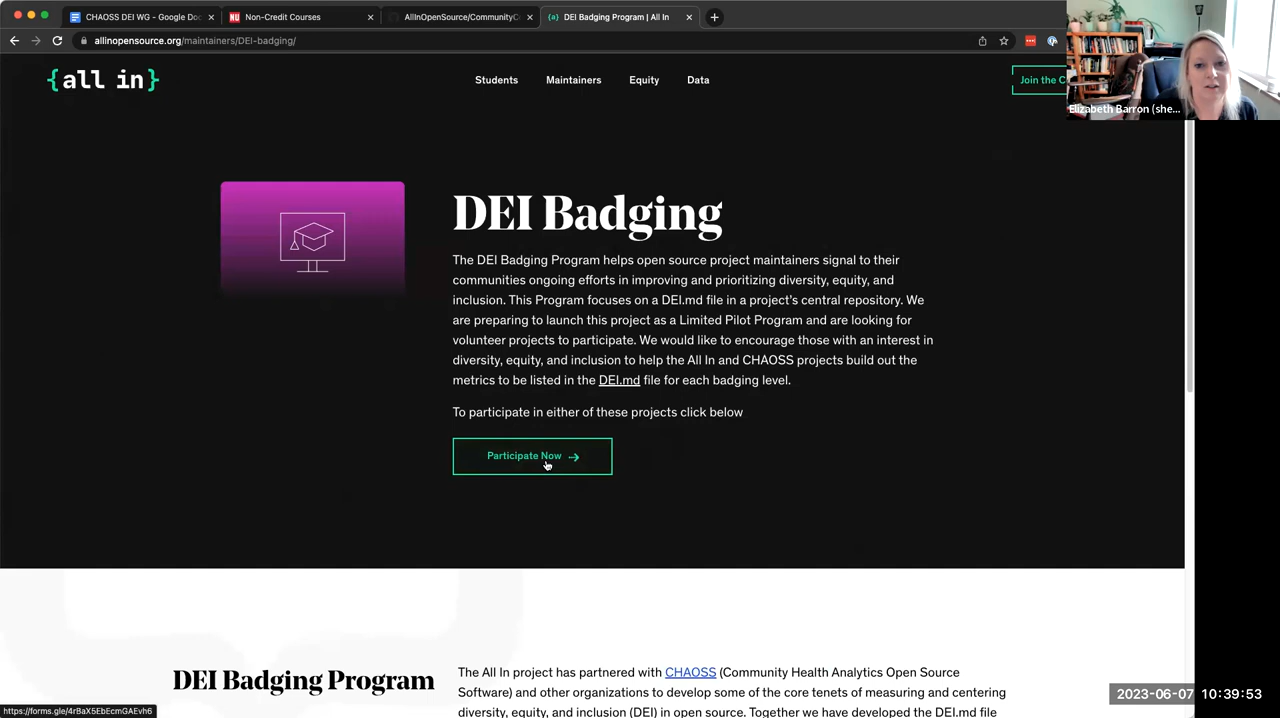 CHAOSS DEI WG - Google Doc
Non-Credit Courses
AllInOpenSource/CommunityC
{a} DEI Badging Program | All In
allinopensource.org/maintainers/DEI-badging/
{all in}
Students
Maintainers
Equity
Data
Join the C
Elizabeth Barron (she...
DEI Badging
The DEI Badging Program helps open source project maintainers signal to their
communities ongoing efforts in improving and prioritizing diversity, equity, and
inclusion. This Program focuses on a DEI.md file in a project's central repository. We
are preparing to launch this project as a Limited Pilot Program and are looking for
volunteer projects to participate. We would like to encourage those with an interest in
diversity, equity, and inclusion to help the All In and CHAOSS projects build out the
metrics to be listed in the DEI.md file for each badging level.
To participate in either of these projects click below
Participate Now
DEI Badging Program
The All In project has partnered with CHAOSS (Community Health Analytics Open Source
Software) and other organizations to develop some of the core tenets of measuring and centering
diversity, equity, and inclusion (DEI) in open source. Together we have developed the DEI.md file
2023-06-07 10:39:53
https://forms.gle/4rBaX5EbEcmGAEvh6